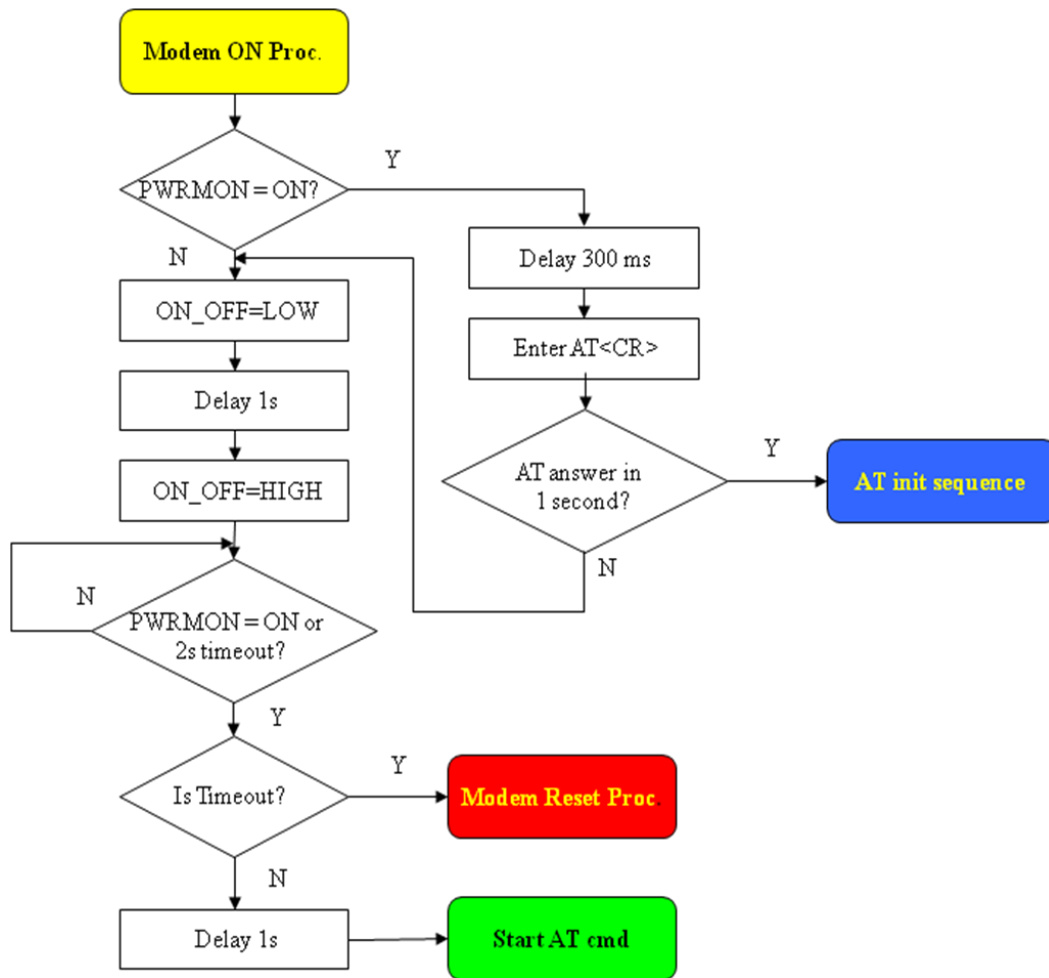 Modem ON Proc.
PWRMON = ON?
Y
N
Delay 300 ms
ON_OFF=LOW
Enter AT<CR>
Delay 1s
AT answer in
1 second?
Y
AT init sequence
ON_OFF=HIGH
N
N
PWRMON = ON or
2s timeout?
Y
Is Timeout?
Y
Modem Reset Proc.
N
Delay 1s
Start AT cmd